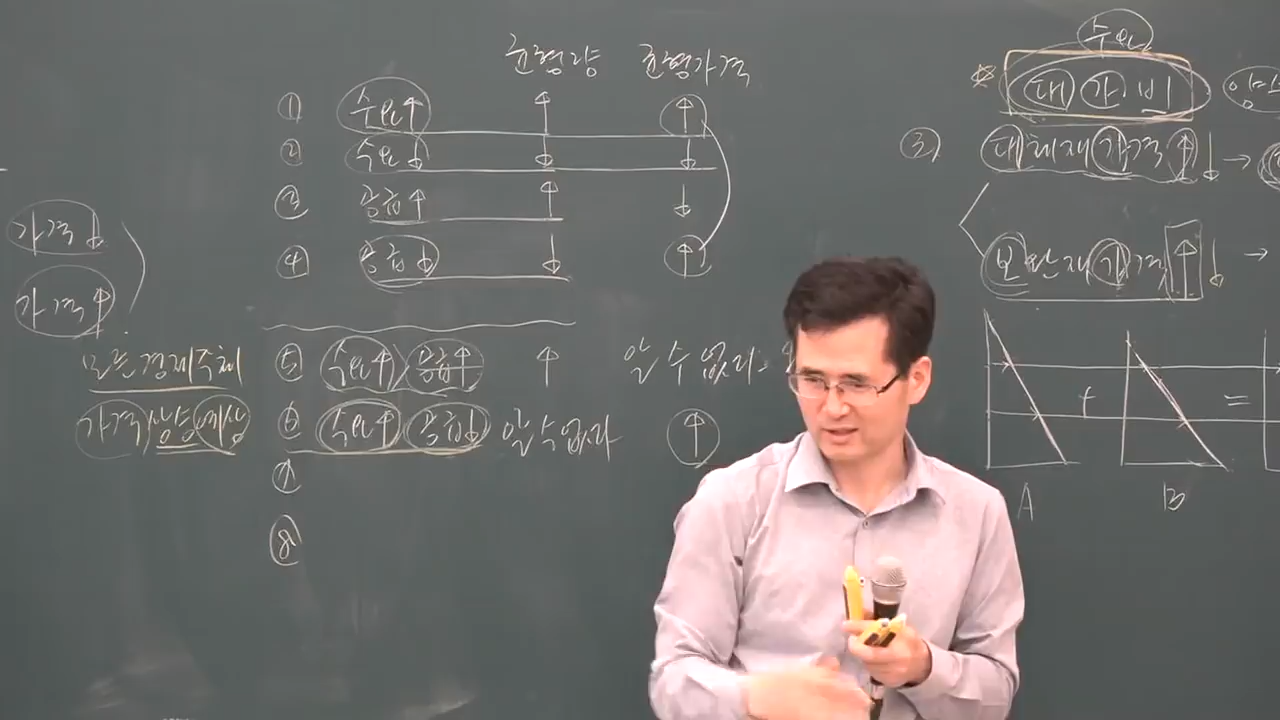 균형량 균형가격
① 수요↑ ↑ ↑
② 수요↓ ↓ ↓
③ 공급↑ ↑ ↓
④ 공급↓ ↓ ↑
⑤ 수요↑ 공급↑ ↑ 알 수 없다
⑥ 수요↑ 공급↓ 알 수 없다 ↑
⑦
⑧
가격↓
가격↑
모든 경제주체
가격상승예상
수요
대 가 비
③ 대체재가격↑↓→
보완재가격↑↓ →
+ =
A B